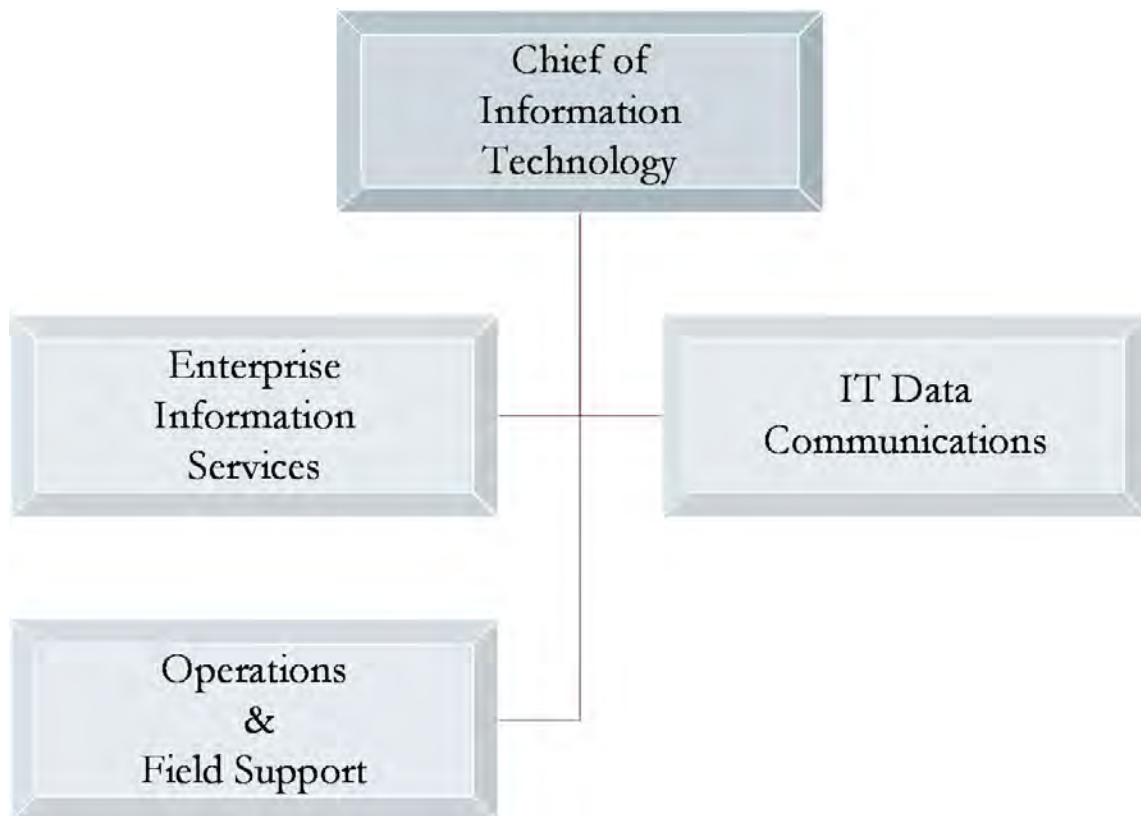 Chief of
Information
Technology
Enterprise
Information
Services
IT Data
Communications
Operations
&
Field Support